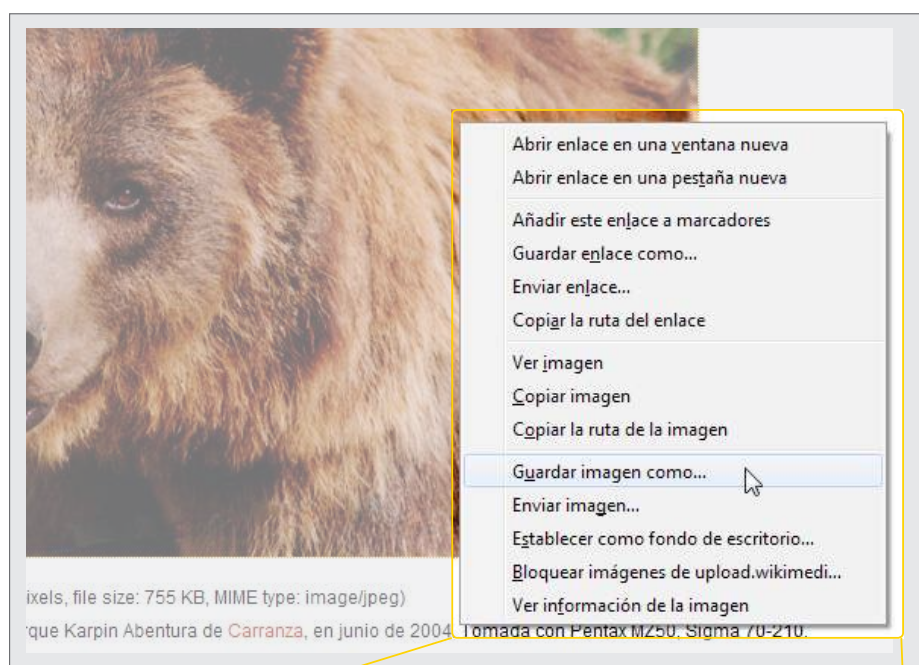 Abrir enlace en una ventana nueva
Abrir enlace en una pestaña nueva
Añadir este enlace a marcadores
Guardar enlace como...
Enviar enlace...
Copiar la ruta del enlace
Ver imagen
Copiar imagen
Copiar la ruta de la imagen
Guardar imagen como...
Enviar imagen...
Establecer como fondo de escritorio...
Bloquear imágenes de upload.wikimedi...
Ver información de la imagen
ixels, file size: 755 KB, MIME type: image/jpeg)
rque Karpin Abentura de Carranza, en junio de 2004. Tomada con Pentax MZ50, Sigma 70-210.